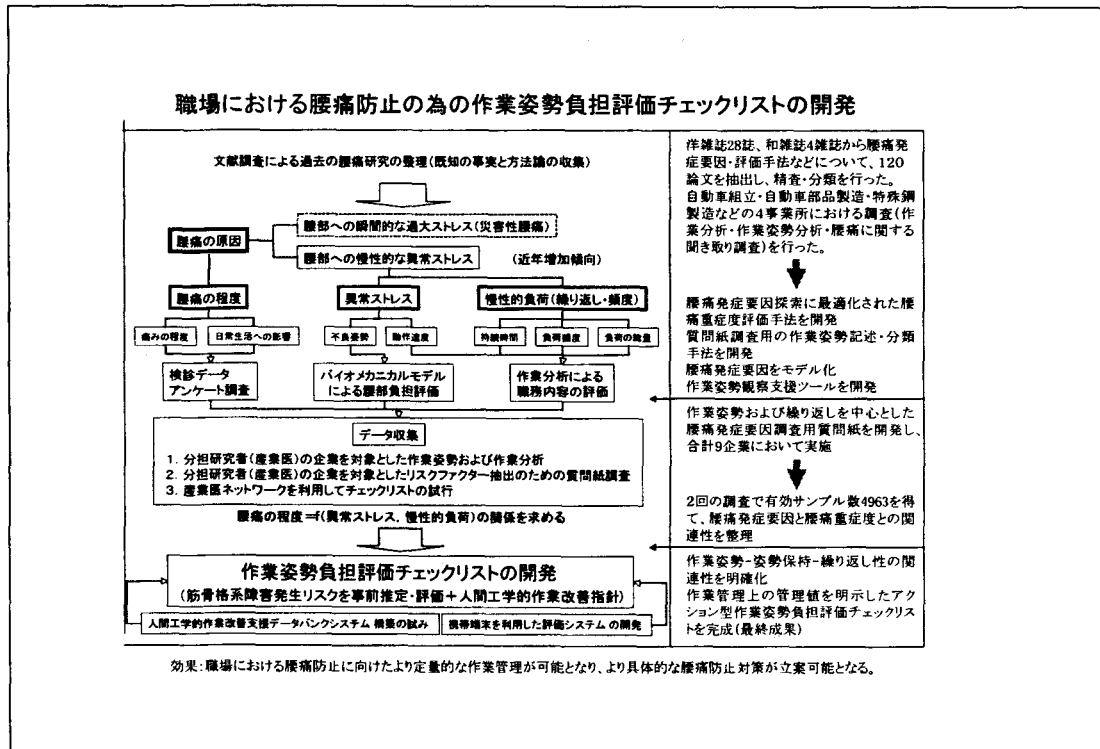 職場における腰痛防止の為の作業姿勢負担評価チェックリストの開発
文献調査による過去の腰痛研究の整理(既知の事実と方法論の収集)
腰痛の原因
腰部への瞬間的な過大ストレス(災害性腰痛)
腰部への慢性的な異常ストレス
(近年増加傾向)
腰痛の程度
異常ストレス
慢性的負荷(繰り返し・頻度)
痛みの程度
日常生活への影響
不良姿勢
動作速度
持続時間
負荷頻度
負荷の総量
検診データ
アンケート調査
バイオメカニカルモデル
による腰部負担評価
作業分析による
職務内容の評価
データ収集
1. 分担研究者(産業医)の企業を対象とした作業姿勢および作業分析
2. 分担研究者(産業医)の企業を対象としたリスクファクター抽出のための質問紙調査
3. 産業医ネットワークを利用してチェックリストの試行
腰痛の程度=f(異常ストレス, 慢性的負荷)の関係を求める
作業姿勢負担評価チェックリストの開発
(筋骨格系障害発生リスクを事前推定・評価+人間工学的作業改善指針)
人間工学的作業改善支援データバンクシステム 構築の試み
携帯端末を利用した評価システム の開発
洋雑誌28誌、和雑誌4雑誌から腰痛発
症要因・評価手法などについて、120
論文を抽出し、精査・分類を行った。
自動車組立・自動車部品製造・特殊鋼
製造などの4事業所における調査(作
業分析・作業姿勢分析・腰痛に関する
聞き取り調査)を行った。
腰痛発症要因探索に最適化された腰
痛重症度評価手法を開発
質問紙調査用の作業姿勢記述・分類
手法を開発
腰痛発症要因をモデル化
作業姿勢観察支援ツールを開発
作業姿勢および繰り返しを中心とした
腰痛発症要因調査用質問紙を開発し、
合計9企業において実施
2回の調査で有効サンプル数4963を得
て、腰痛発症要因と腰痛重症度との関
連性を整理
作業姿勢-姿勢保持-繰り返し性の関
連性を明確化
作業管理上の管理値を明示したアク
ション型作業姿勢負担評価チェックリス
トを完成(最終成果)
効果:職場における腰痛防止に向けたより定量的な作業管理が可能となり、より具体的な腰痛防止対策が立案可能となる。